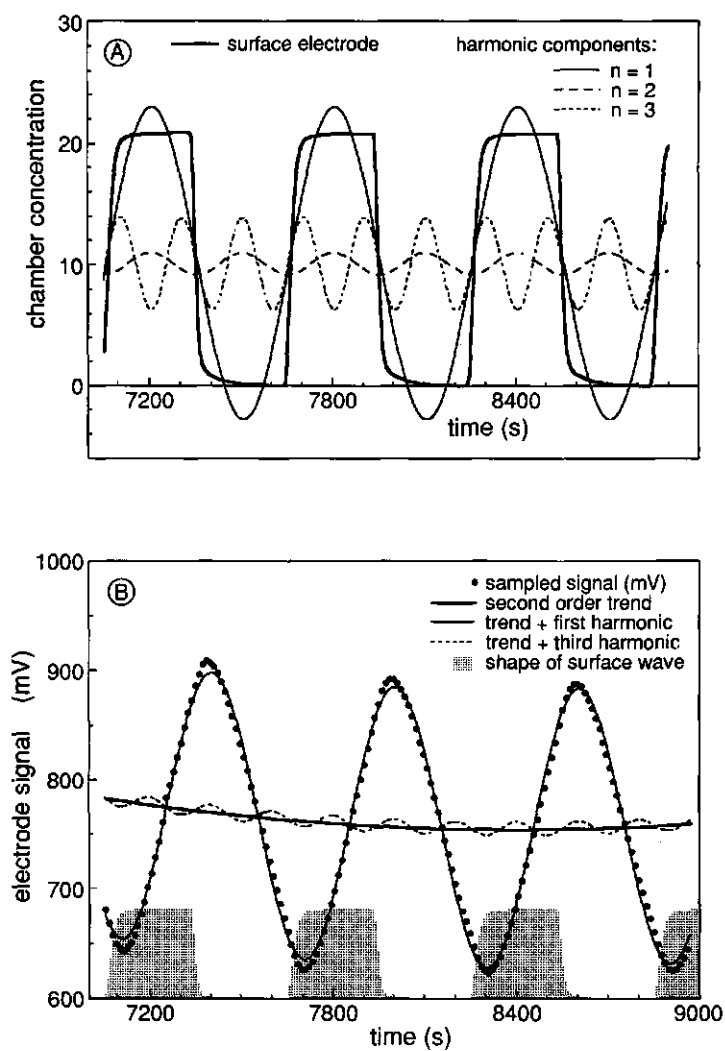 30
A
surface electrode
harmonic components:
n = 1
n = 2
n = 3
20
10
0
chamber concentration
7200
7800
8400
time (s)
1000
B
sampled signal (mV)
second order trend
trend + first harmonic
trend + third harmonic
shape of surface wave
900
800
700
600
electrode signal (mV)
7200
7800
8400
9000
time (s)